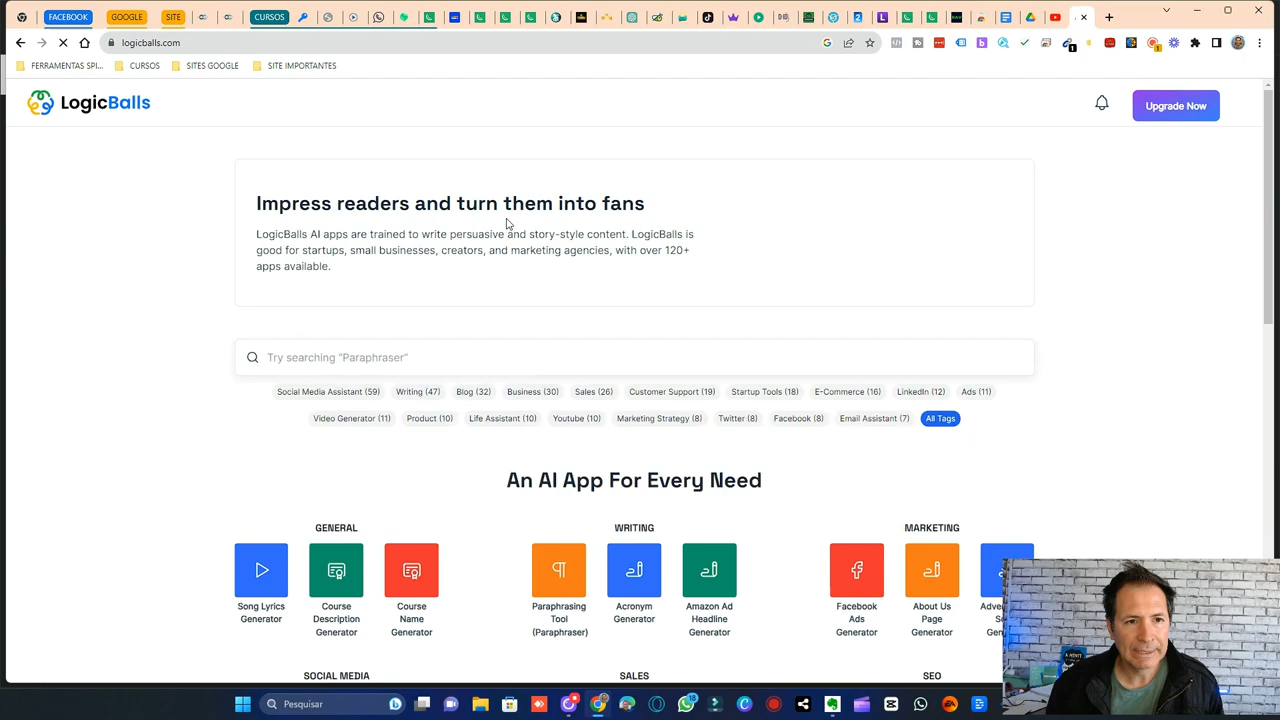 FACEBOOK
GOOGLE
SITE
CURSOS
logicballs.com
FERRAMENTAS SPI...
CURSOS
SITES GOOGLE
SITE IMPORTANTES
LogicBalls
Upgrade Now
Impress readers and turn them into fans
LogicBalls AI apps are trained to write persuasive and story-style content. LogicBalls is
good for startups, small businesses, creators, and marketing agencies, with over 120+
apps available.
Try searching "Paraphraser"
Social Media Assistant (59)
Writing (47)
Blog (32)
Business (30)
Sales (26)
Customer Support (19)
Startup Tools (18)
E-Commerce (16)
LinkedIn (12)
Ads (11)
Video Generator (11)
Product (10)
Life Assistant (10)
Youtube (10)
Marketing Strategy (8)
Twitter (8)
Facebook (8)
Email Assistant (7)
All Tags
An AI App For Every Need
GENERAL
WRITING
MARKETING
Song Lyrics
Generator
Course
Description
Generator
Course
Name
Generator
Paraphrasing
Tool
(Paraphraser)
Acronym
Generator
Amazon Ad
Headline
Generator
Facebook
Ads
Generator
About Us
Page
Generator
SOCIAL MEDIA
SALES
SEO
Pesquisar
18